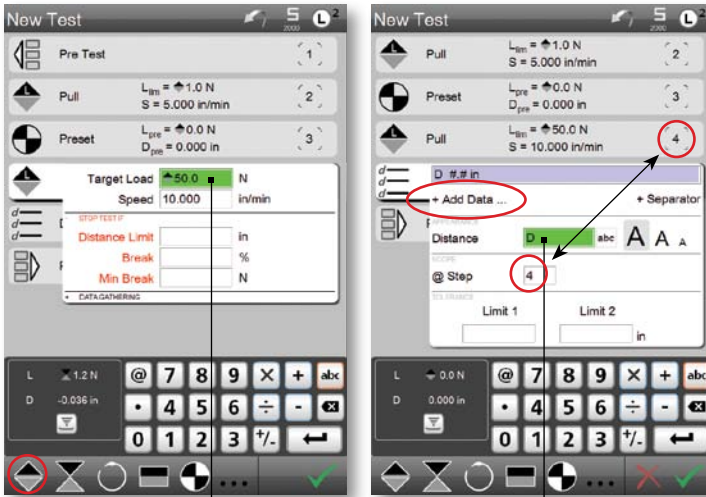 New Test
S
2000
L2
Pre Test
1
Pull
Llim = 1.0 N
S = 5.000 in/min
2
Preset
Lpre = 0.0 N
Dpre = 0.000 in
3
Target Load 50.0 N
Speed 10.000 in/min
STOP TEST IF
Distance Limit in
Break %
Min Break N
DATA GATHERING
d
d
d
L 1.2 N
D -0.036 in
@ 7 8 9 × + abc
. 4 5 6 ÷ -
0 1 2 3 +/-
...
New Test
S
2000
L2
Pull
Llim = 1.0 N
S = 5.000 in/min
2
Preset
Lpre = 0.0 N
Dpre = 0.000 in
3
Pull
Llim = 50.0 N
S = 10.000 in/min
4
d
d
d
D #.# in
+ Add Data ...
+ Separator
Distance D abc A A A
SCOPE
@ Step 4
TOLERANCE
Limit 1 Limit 2
in
L 0.0 N
D 0.000 in
@ 7 8 9 × + abc
. 4 5 6 ÷ -
0 1 2 3 +/-
...